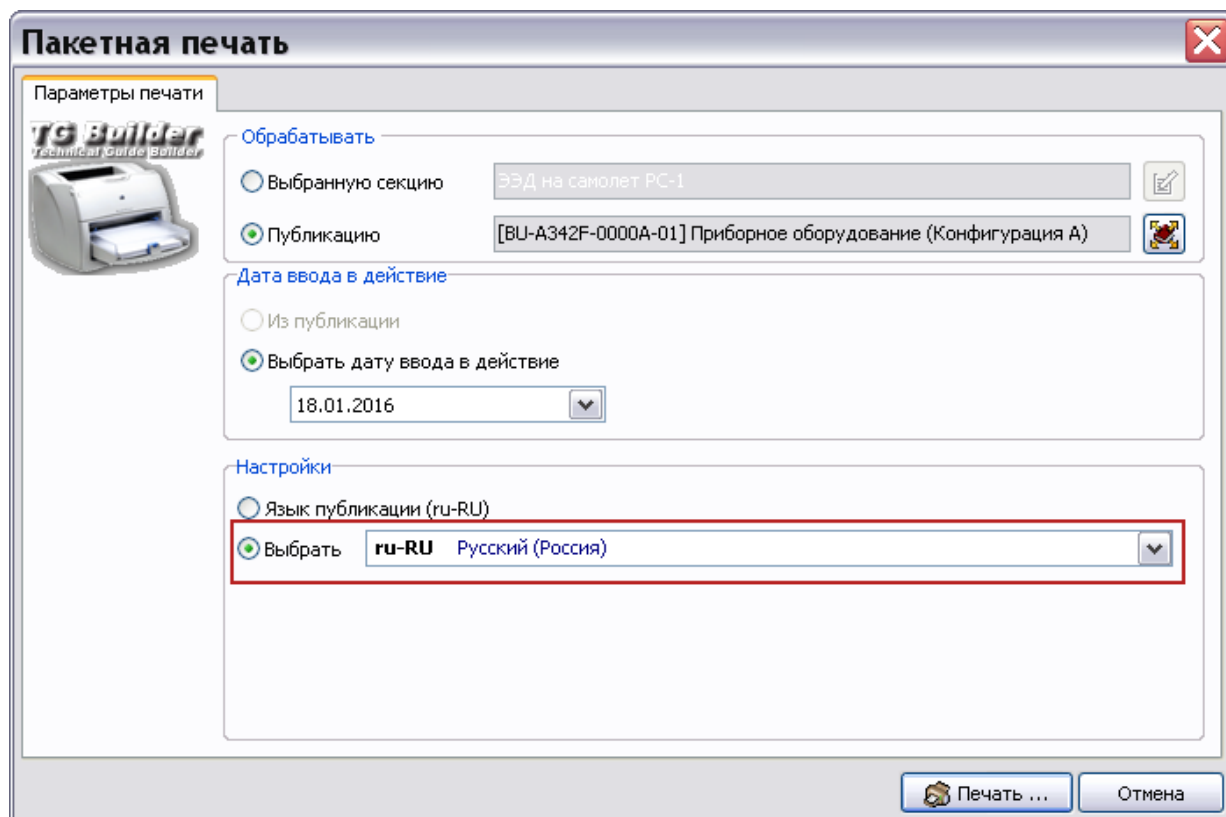 Пакетная печать
Параметры печати
TG Builder
Technical Guide Builder
Обрабатывать
Выбранную секцию
ЭЭД на самолет РС-1
Публикацию
[BU-A342F-0000A-01] Приборное оборудование (Конфигурация А)
Дата ввода в действие
Из публикации
Выбрать дату ввода в действие
18.01.2016
Настройки
Язык публикации (ru-RU)
Выбрать ru-RU Русский (Россия)
Печать ...
Отмена